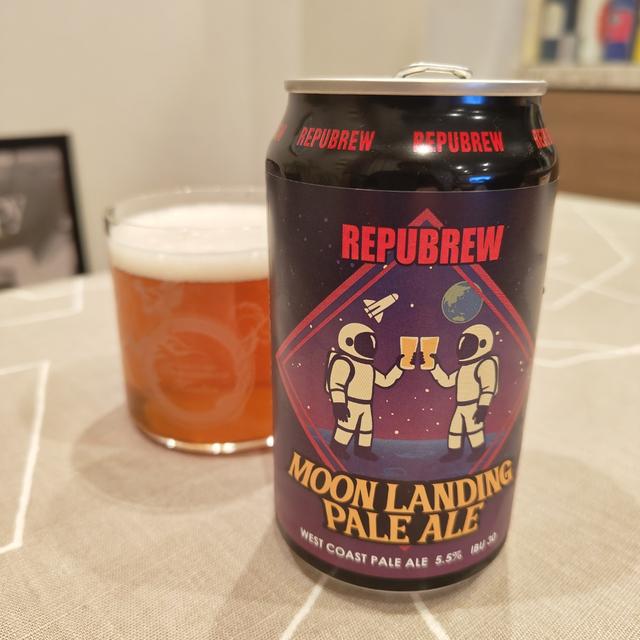 REPUBREW REPUBREW
REPUBREW
MOON LANDING
PALE ALE
WEST COAST PALE ALE 5.5% IBU 30